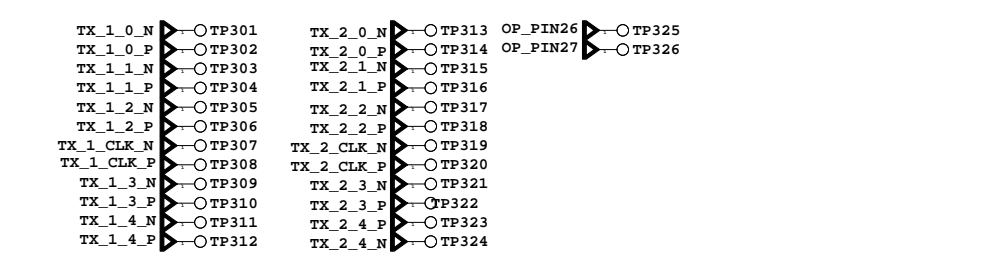 TX_1_0_N TP301
TX_1_0_P TP302
TX_1_1_N TP303
TX_1_1_P TP304
TX_1_2_N TP305
TX_1_2_P TP306
TX_1_CLK_N TP307
TX_1_CLK_P TP308
TX_1_3_N TP309
TX_1_3_P TP310
TX_1_4_N TP311
TX_1_4_P TP312
TX_2_0_N TP313
TX_2_0_P TP314
TX_2_1_N TP315
TX_2_1_P TP316
TX_2_2_N TP317
TX_2_2_P TP318
TX_2_CLK_N TP319
TX_2_CLK_P TP320
TX_2_3_N TP321
TX_2_3_P TP322
TX_2_4_P TP323
TX_2_4_N TP324
OP_PIN26 TP325
OP_PIN27 TP326